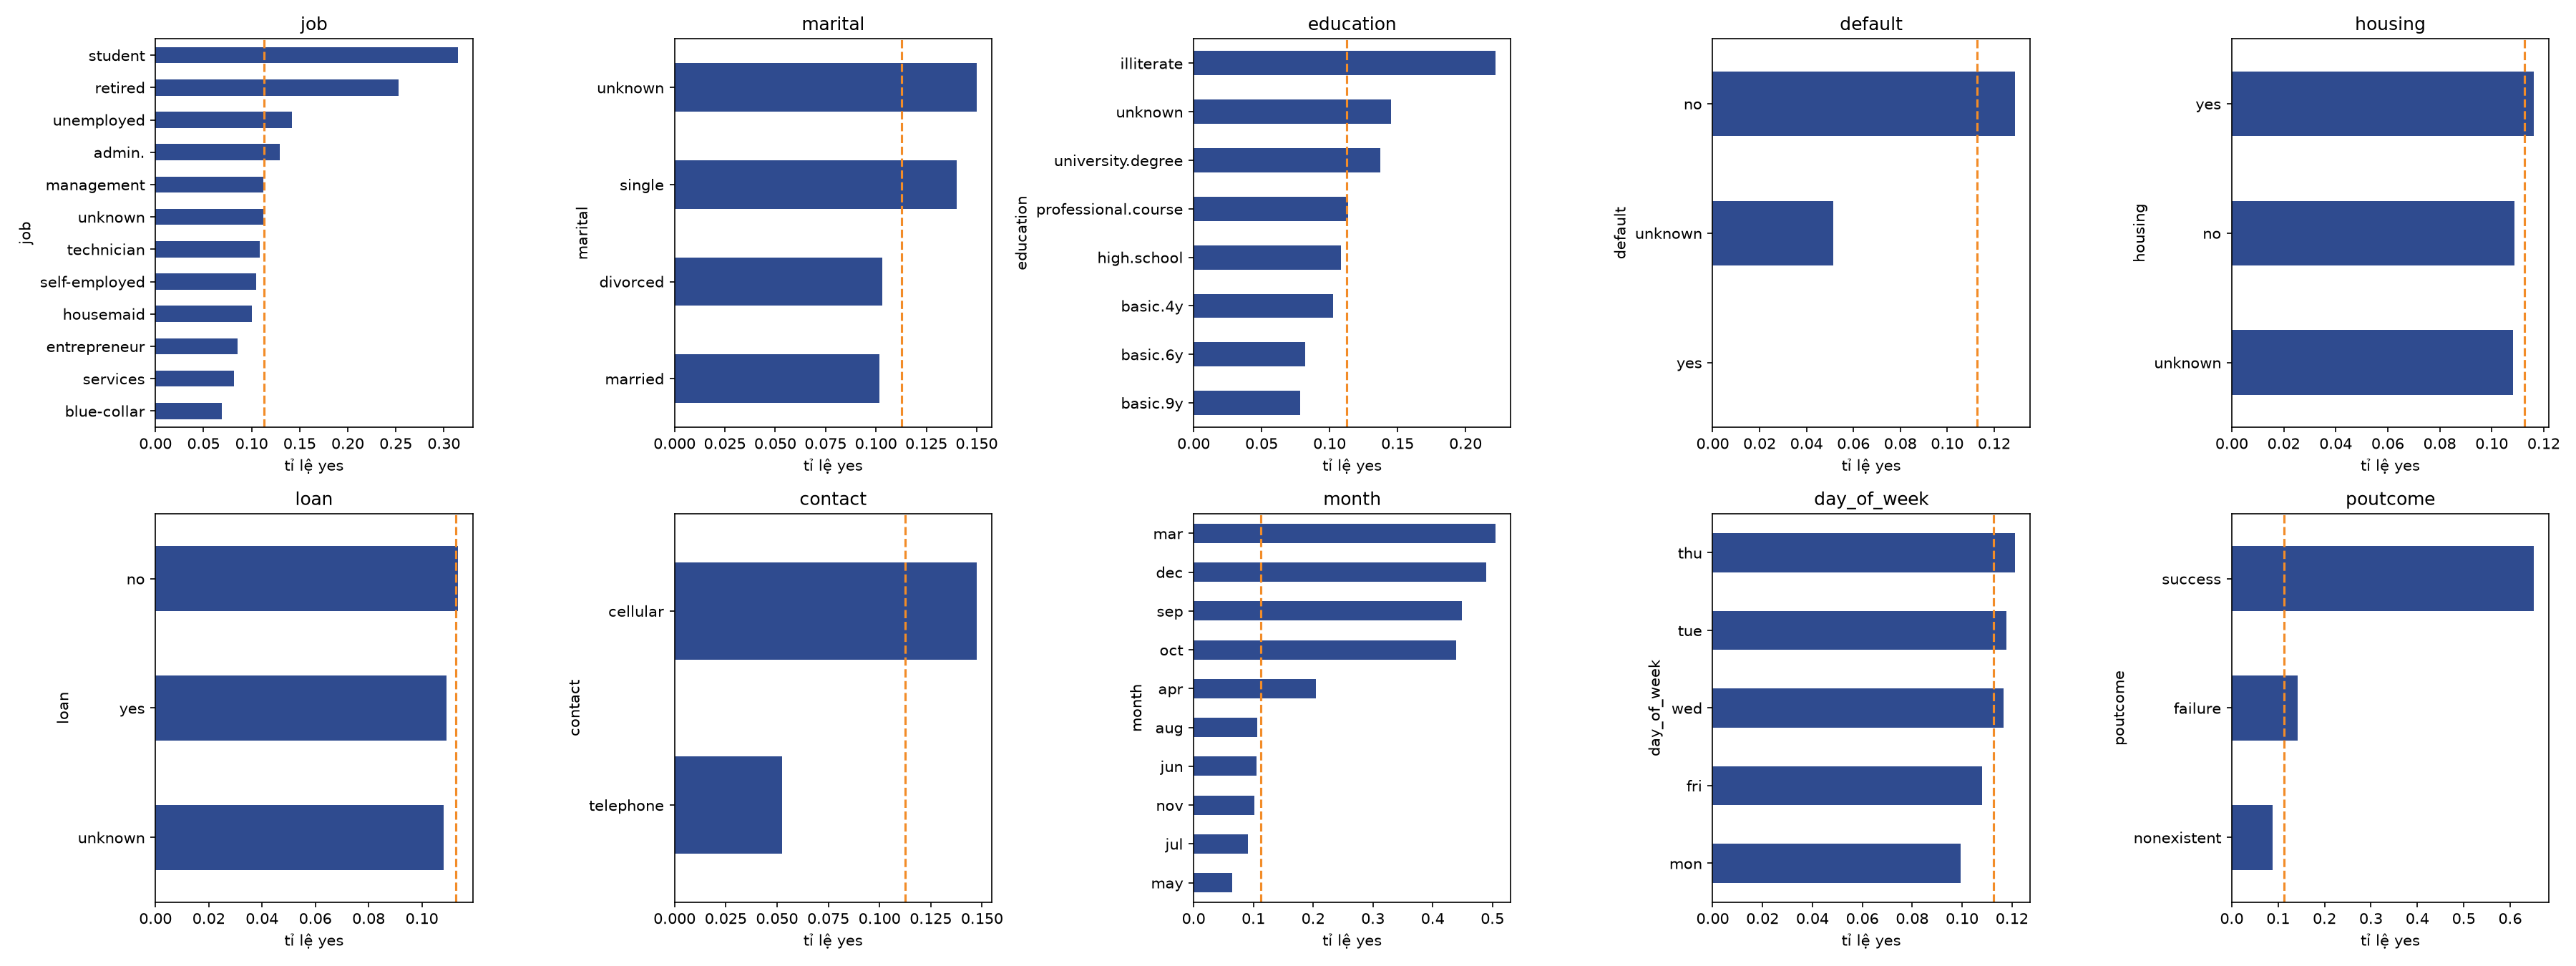 job
student
retired
unemployed
admin.
management
unknown
technician
self-employed
housemaid
entrepreneur
services
blue-collar
job
0.00 0.05 0.10 0.15 0.20 0.25 0.30
tỉ lệ yes
marital
unknown
single
divorced
married
marital
0.000 0.025 0.050 0.075 0.100 0.125 0.150
tỉ lệ yes
education
illiterate
unknown
university.degree
professional.course
high.school
basic.4y
basic.6y
basic.9y
education
0.00 0.05 0.10 0.15 0.20
tỉ lệ yes
default
no
unknown
yes
default
0.00 0.02 0.04 0.06 0.08 0.10 0.12
tỉ lệ yes
housing
yes
no
unknown
housing
0.00 0.02 0.04 0.06 0.08 0.10 0.12
tỉ lệ yes
loan
no
yes
unknown
loan
0.00 0.02 0.04 0.06 0.08 0.10
tỉ lệ yes
contact
cellular
telephone
contact
0.000 0.025 0.050 0.075 0.100 0.125 0.150
tỉ lệ yes
month
mar
dec
sep
oct
apr
aug
jun
nov
jul
may
month
0.0 0.1 0.2 0.3 0.4 0.5
tỉ lệ yes
day_of_week
thu
tue
wed
fri
mon
day_of_week
0.00 0.02 0.04 0.06 0.08 0.10 0.12
tỉ lệ yes
poutcome
success
failure
nonexistent
poutcome
0.0 0.1 0.2 0.3 0.4 0.5 0.6
tỉ lệ yes